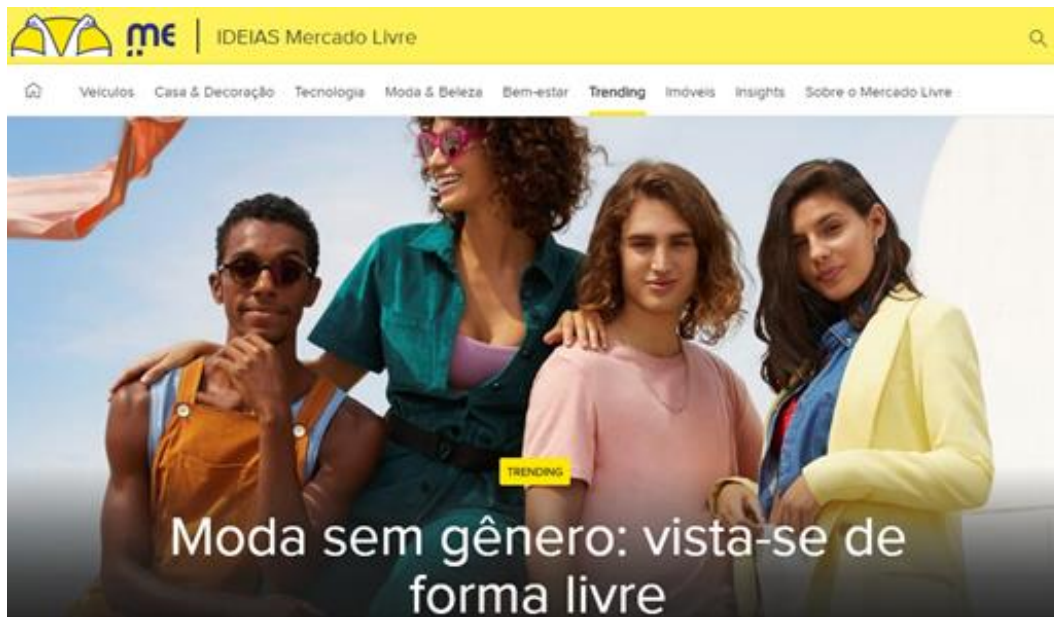 ME | IDEIAS Mercado Livre
Veículos Casa & Decoração Tecnologia Moda & Beleza Bem-estar Trending Imóveis Insights Sobre o Mercado Livre
TRENDING
Moda sem gênero: vista-se de
forma livre